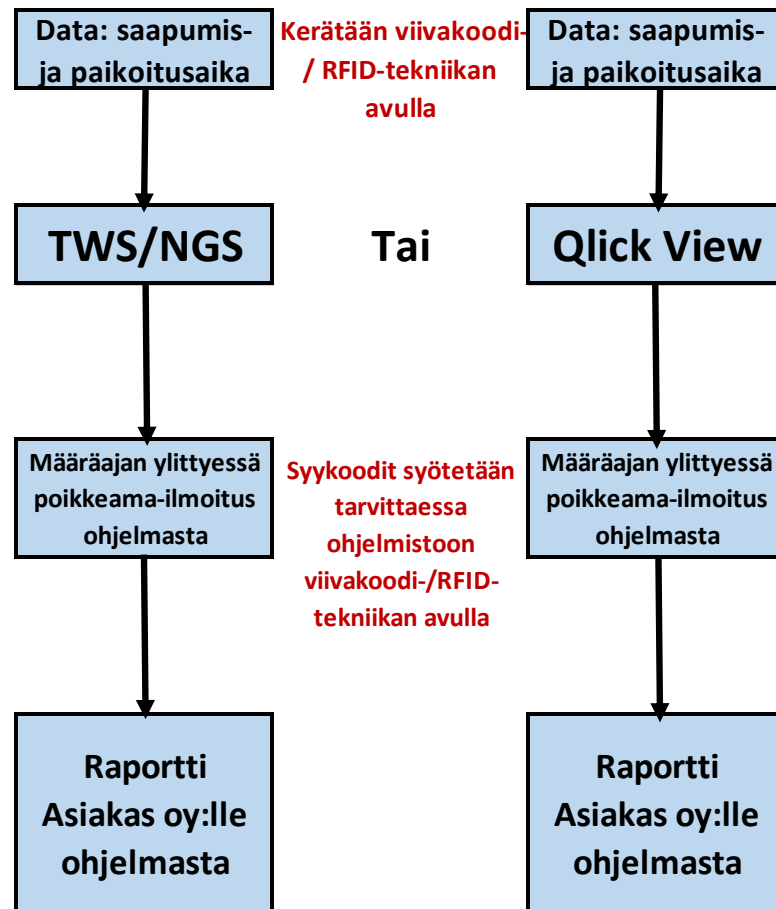 Data: saapumis-
ja paikoitusaika
Kerätään viivakoodi-
/ RFID-tekniikan
avulla
Data: saapumis-
ja paikoitusaika
TWS/NGS
Tai
Qlick View
Määräajan ylittyessä
poikkeama-ilmoitus
ohjelmasta
Syykoodit syötetään
tarvittaessa
ohjelmistoon
viivakoodi-/RFID-
tekniikan avulla
Määräajan ylittyessä
poikkeama-ilmoitus
ohjelmasta
Raportti
Asiakas oy:lle
ohjelmasta
Raportti
Asiakas oy:lle
ohjelmasta